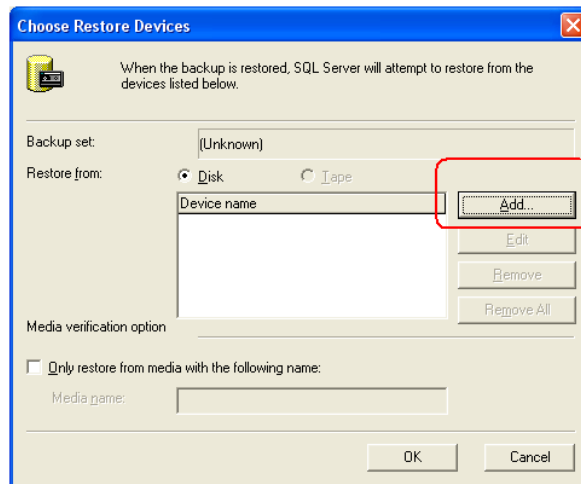 Choose Restore Devices
When the backup is restored, SQL Server will attempt to restore from the
devices listed below.
Backup set:
(Unknown)
Restore from:
Disk
Tape
Device name
Add...
Edit
Remove
Remove All
Media verification option
Only restore from media with the following name:
Media name:
OK
Cancel